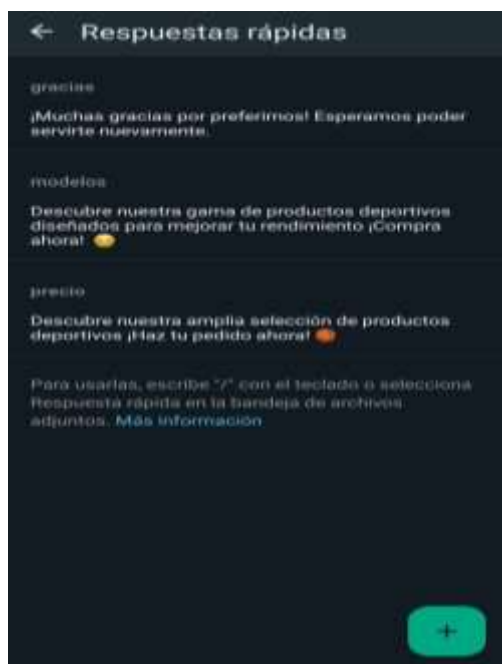 Respuestas rápidas
gracias
¡Muchas gracias por preferirnos! Esperamos poder
servirte nuevamente.
modelos
Descubre nuestra gama de productos deportivos
diseñados para mejorar tu rendimiento ¡Compra
ahora!
precio
Descubre nuestra amplia selección de productos
deportivos ¡Haz tu pedido ahora!
Para usarlas, escribe "/" con el teclado o selecciona
Respuesta rápida en la bandeja de archivos
adjuntos. Más información